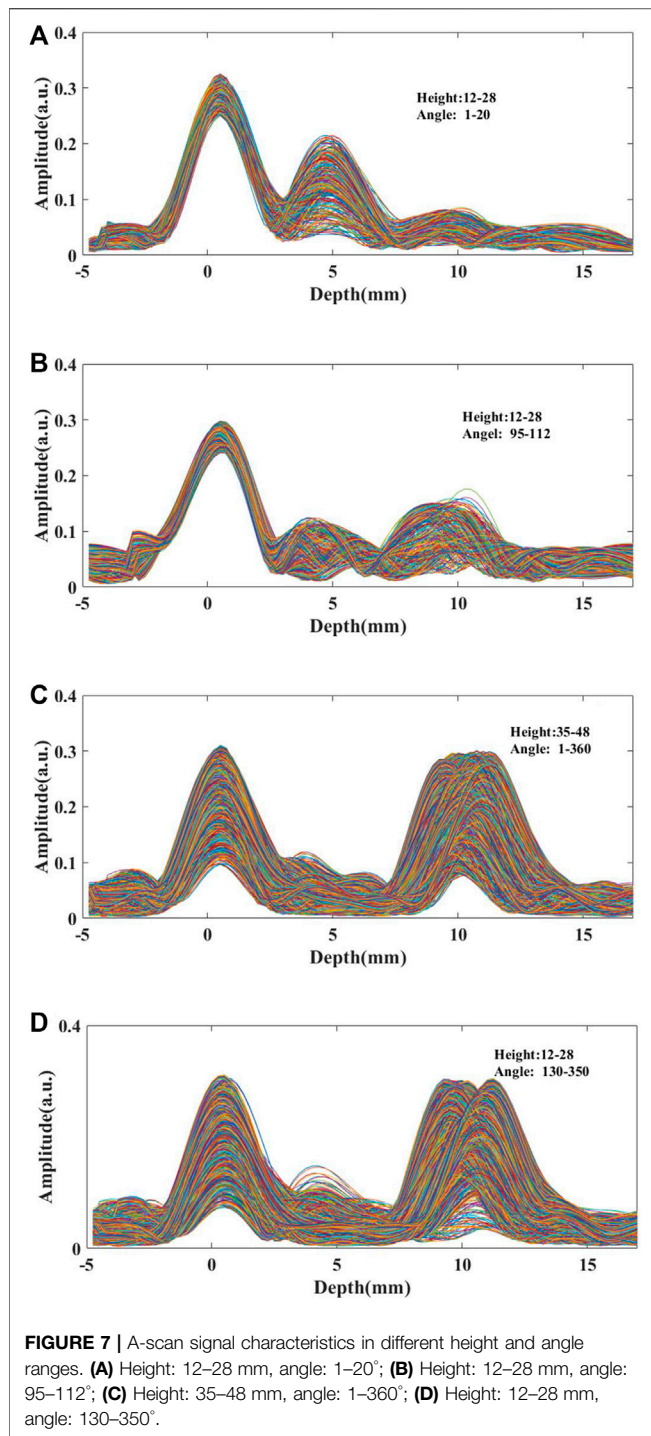 A
0.4
0.3
0.2
0.1
0
Amplitude(a.u.)
Height:12-28
Angle: 1-20
-5 0 5 10 15
Depth(mm)
B
0.4
0.3
0.2
0.1
0
Amplitude(a.u.)
Height:12-28
Angel: 95-112
-5 0 5 10 15
Depth(mm)
C
0.4
0.3
0.2
0.1
0
Amplitude(a.u.)
Height:35-48
Angle: 1-360
-5 0 5 10 15
Depth(mm)
D
0.4
0
Amplitude(a.u.)
Height:12-28
Angle: 130-350
-5 0 5 10 15
Depth(mm)
FIGURE 7 | A-scan signal characteristics in different height and angle
ranges. (A) Height: 12–28 mm, angle: 1–20°; (B) Height: 12–28 mm, angle:
95–112°; (C) Height: 35–48 mm, angle: 1–360°; (D) Height: 12–28 mm,
angle: 130–350°.